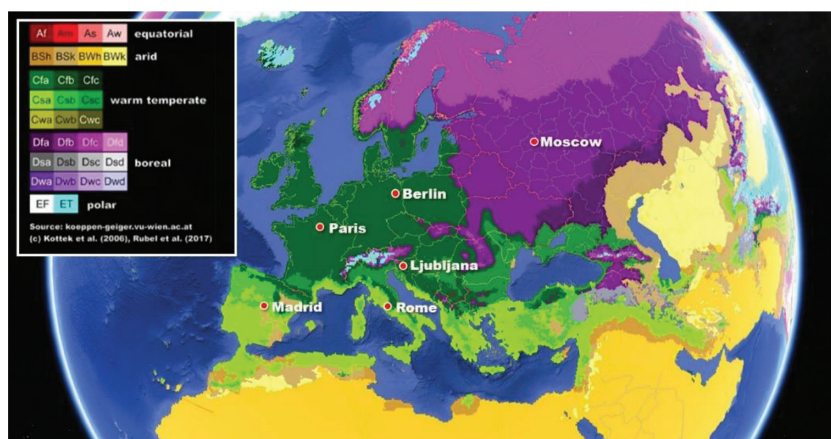 Af Am As Aw equatorial
BSh BSk BWh BWk arid
Cfa Cfb Cfc
Csa Csb Csc warm temperate
Cwa Cwb Cwc
Dfa Dfb Dfc Dfd
Dsa Dsb Dsc Dsd boreal
Dwa Dwb Dwc Dwd
EF ET polar
Source: koeppen-geiger.vu-wien.ac.at
(c) Kottek et al. (2006), Rubel et al. (2017)
Moscow
Berlin
Paris
Ljubljana
Madrid
Rome